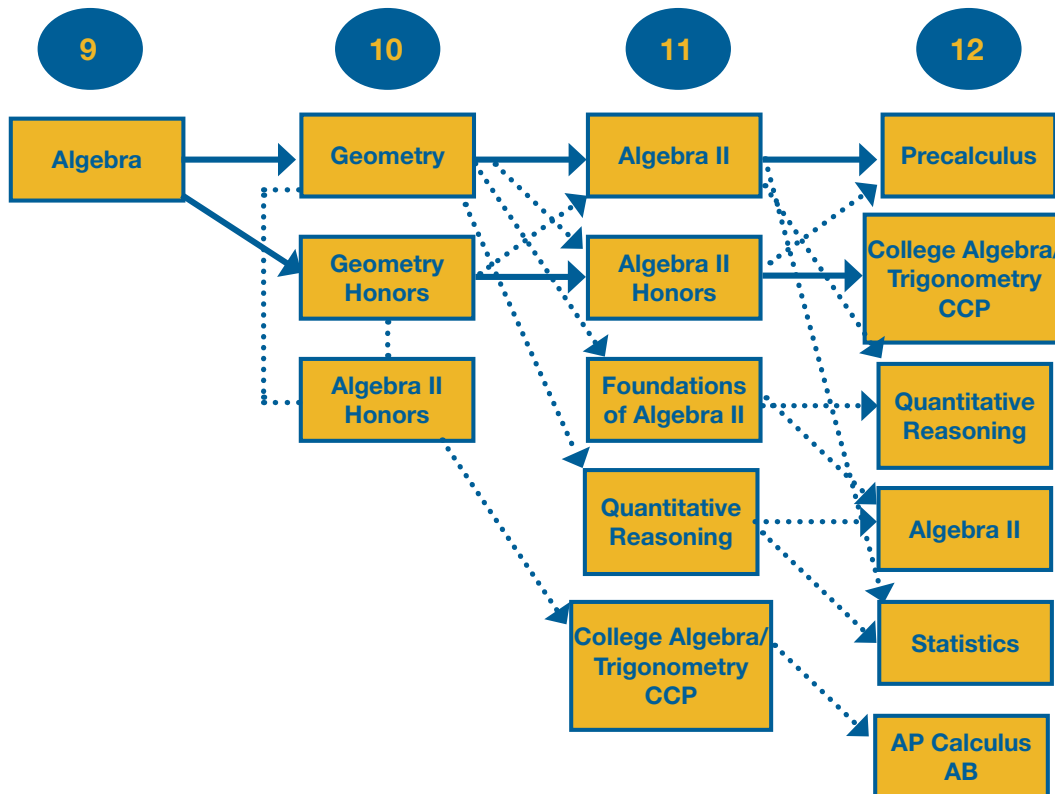 9
10
11
12
Algebra
Geometry
Algebra II
Precalculus
Geometry
Honors
Algebra II
Honors
College Algebra/
Trigonometry
CCP
Algebra II
Honors
Foundations
of Algebra II
Quantitative
Reasoning
Quantitative
Reasoning
Algebra II
College Algebra/
Trigonometry
CCP
Statistics
AP Calculus
AB